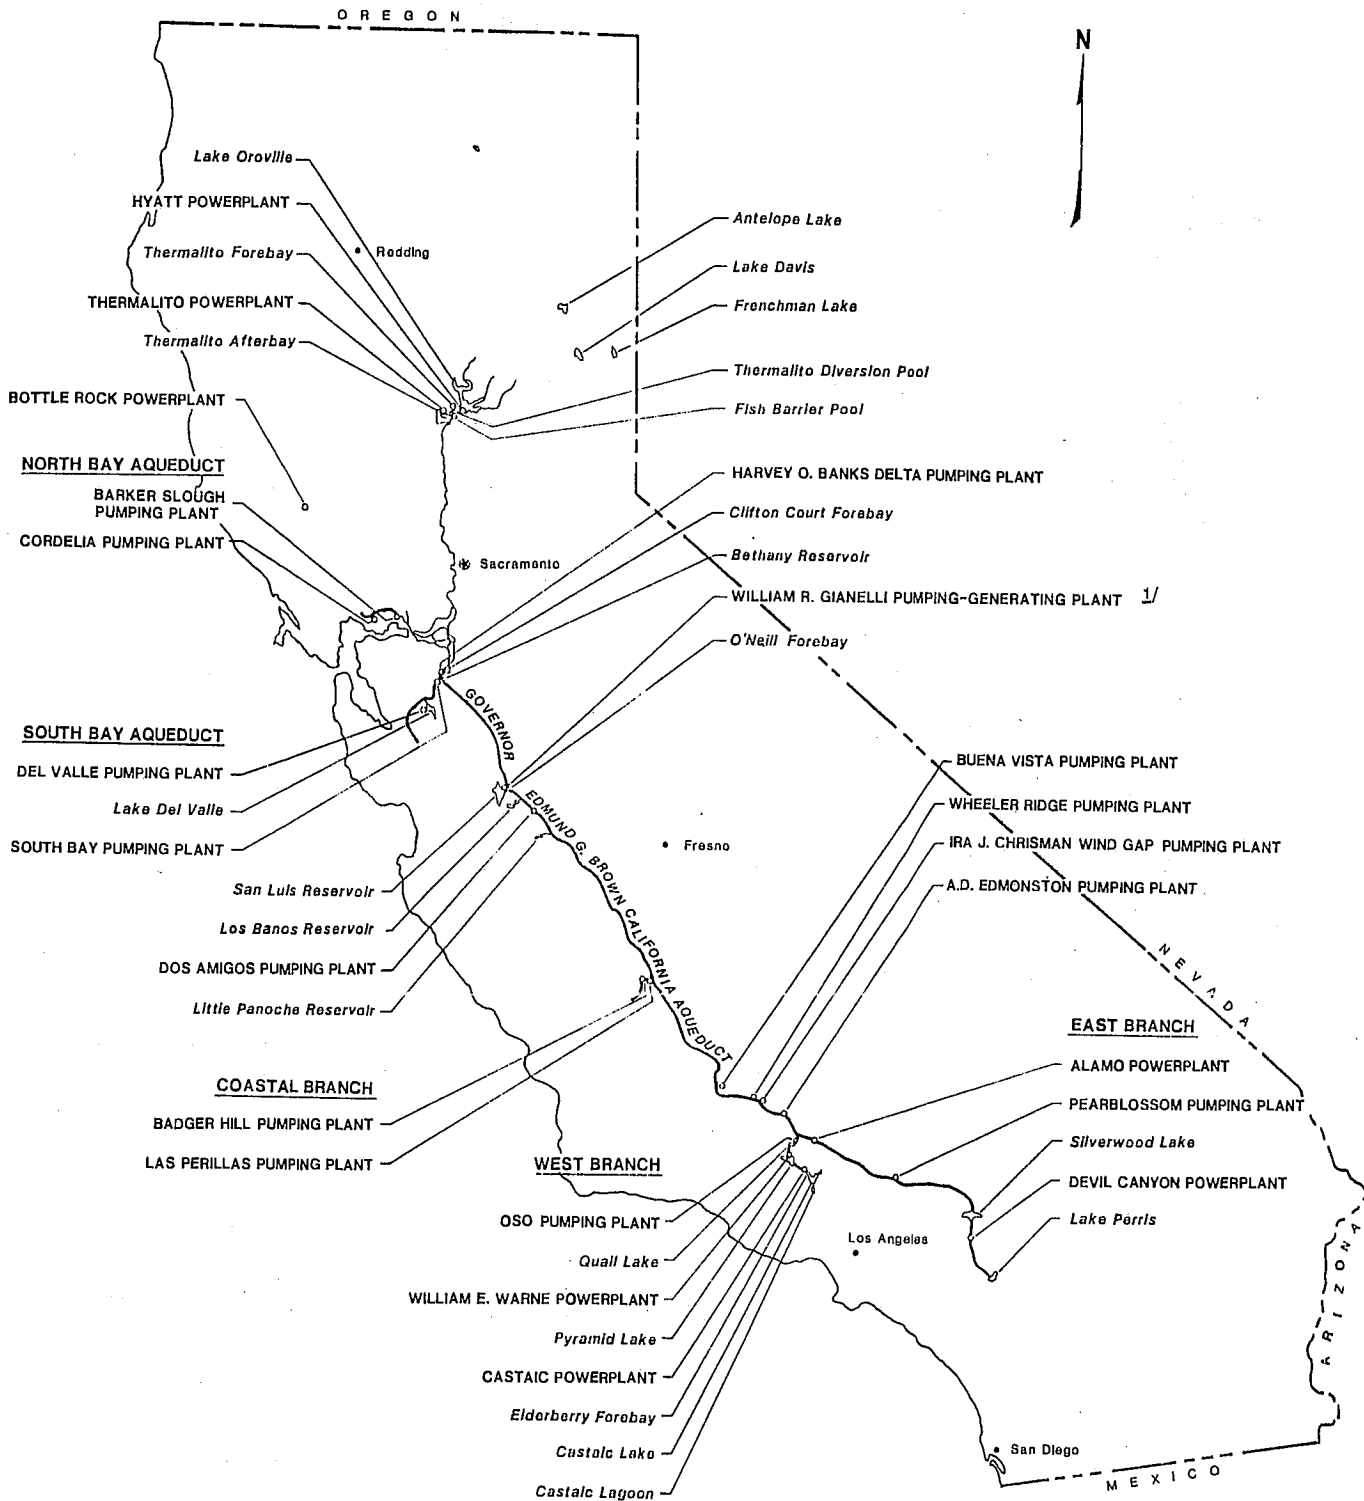 OREGON
N
Lake Oroville
HYATT POWERPLANT
Thermalito Forebay
Redding
THERMALITO POWERPLANT
Thermalito Afterbay
Antelope Lake
Lake Davis
Frenchman Lake
Thermalito Diversion Pool
Fish Barrier Pool
BOTTLE ROCK POWERPLANT
NORTH BAY AQUEDUCT
BARKER SLOUGH
PUMPING PLANT
CORDELIA PUMPING PLANT
HARVEY O. BANKS DELTA PUMPING PLANT
Clifton Court Forebay
Bethany Reservoir
Sacramento
WILLIAM R. GIANELLI PUMPING-GENERATING PLANT 1/
O'Neill Forebay
SOUTH BAY AQUEDUCT
DEL VALLE PUMPING PLANT
Lake Del Valle
SOUTH BAY PUMPING PLANT
GOVERNOR
EDMUND G. BROWN CALIFORNIA AQUEDUCT
Fresno
San Luis Reservoir
Los Banos Reservoir
DOS AMIGOS PUMPING PLANT
Little Panoche Reservoir
BUENA VISTA PUMPING PLANT
WHEELER RIDGE PUMPING PLANT
IRA J. CHRISMAN WIND GAP PUMPING PLANT
A.D. EDMONSTON PUMPING PLANT
NEVADA
COASTAL BRANCH
BADGER HILL PUMPING PLANT
LAS PERILLAS PUMPING PLANT
EAST BRANCH
ALAMO POWERPLANT
PEARBLOSSOM PUMPING PLANT
Silverwood Lake
DEVIL CANYON POWERPLANT
Lake Perris
WEST BRANCH
OSO PUMPING PLANT
Quail Lake
WILLIAM E. WARNE POWERPLANT
Pyramid Lake
CASTAIC POWERPLANT
Elderberry Forebay
Castaic Lake
Castaic Lagoon
Los Angeles
ARIZONA
San Diego
MEXICO